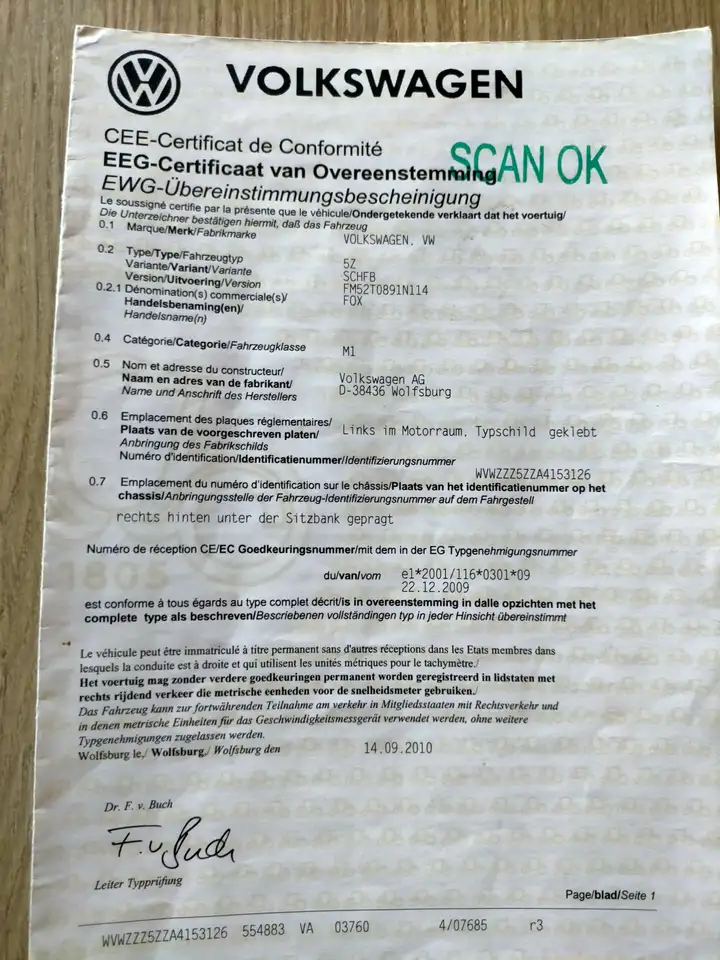 VOLKSWAGEN
CEE-Certificat de Conformité
EEG-Certificaat van Overeenstemming
SCAN OK
EWG-Übereinstimmungsbescheinigung
Le soussigné certifie par la présente que le véhicule/Ondergetekende verklaart dat het voertuig/
Die Unterzeichner bestätigen hiermit, daß das Fahrzeug
0.1 Marque/Merk/Fabrikmarke VOLKSWAGEN, VW
0.2 Type/Type/Fahrzeugtyp 5Z
Variante/Variant/Variante SCHFB
Version/Uitvoering/Version FM52T0891N114
0.2.1 Dénomination(s) commerciale(s)/ FOX
Handelsbenaming(en)/
Handelsname(n)
0.4 Catégorie/Categorie/Fahrzeugklasse M1
0.5 Nom et adresse du constructeur/
Naam en adres van de fabrikant/ Volkswagen AG
Name und Anschrift des Herstellers D-38436 Wolfsburg
0.6 Emplacement des plaques réglementaires/
Plaats van de voorgeschreven platen/ Links im Motorraum, Typschild geklebt
Anbringung des Fabrikschilds
Numéro d'identification/Identificatienummer/Identifizierungsnummer
WVWZZZ5ZZA4153126
0.7 Emplacement du numéro d'identification sur le châssis/Plaats van het identificatienummer op het
chassis/Anbringungsstelle der Fahrzeug-Identifizierungsnummer auf dem Fahrgestell
rechts hinten unter der Sitzbank gepragt
Numéro de réception CE/EC Goedkeuringsnummer/mit dem in der EG Typgenehmigungsnummer
du/van/vom e1*2001/116*0301*09
22.12.2009
est conforme à tous égards au type complet décrit/is in overeenstemming in dalle opzichten met het
complete type als beschreven/Bescriebenen vollständingen typ in jeder Hinsicht übereinstimmt
Le véhicule peut être immatriculé à titre permanent sans d'autres réceptions dans les Etats membres dans
lesquels la conduite est à droite et qui utilisent les unités métriques pour le tachymètre./
Het voertuig mag zonder verdere goedkeuringen permanent worden geregistreerd in lidstaten met
rechts rijdend verkeer die metrische eenheden voor de snelheidsmeter gebruiken./
Das Fahrzeug kann zur fortwährenden Teilnahme am verkehr in Mitgliedsstaaten mit Rechtsverkehr und
in denen metrische Einheiten für das Geschwindigkeitsmessgerät verwendet werden, ohne weitere
Typgenehmigungen zugelassen werden.
Wolfsburg le,/ Wolfsburg,/ Wolfsburg den 14.09.2010
Dr. F. v. Buch
F. v. Buch
Leiter Typprüfung
Page/blad/Seite 1
WVWZZZ5ZZA4153126 554883 VA 03760 4/07685 r3